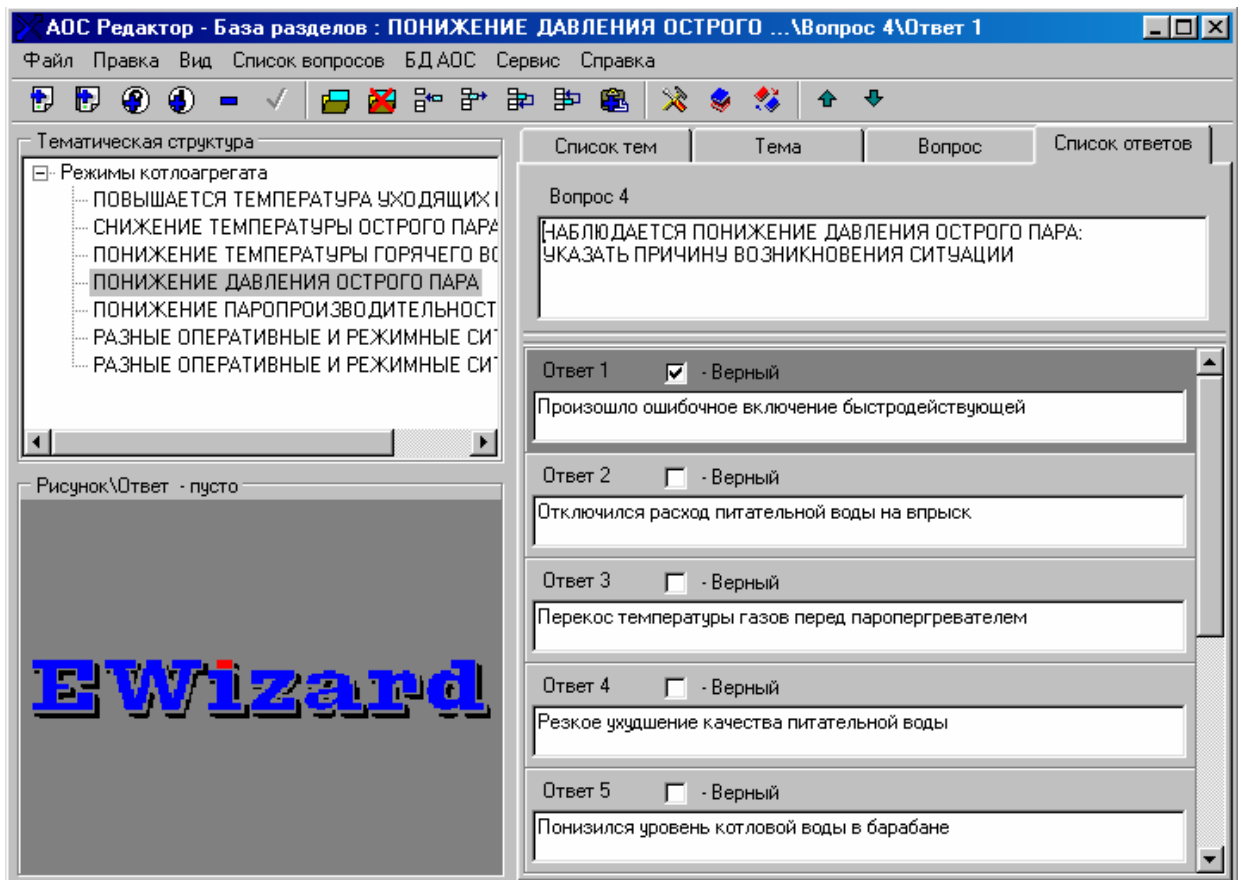 АОС Редактор - База разделов : ПОНИЖЕНИЕ ДАВЛЕНИЯ ОСТРОГО ...\Вопрос 4\Ответ 1
Файл Правка Вид Список вопросов БД АОС Сервис Справка
Тематическая структура
Режимы котлоагрегата
ПОВЫШАЕТСЯ ТЕМПЕРАТУРА УХОДЯЩИХ
СНИЖЕНИЕ ТЕМПЕРАТУРЫ ОСТРОГО ПАРА
ПОНИЖЕНИЕ ТЕМПЕРАТУРЫ ГОРЯЧЕГО ВО
ПОНИЖЕНИЕ ДАВЛЕНИЯ ОСТРОГО ПАРА
ПОНИЖЕНИЕ ПАРОПРОИЗВОДИТЕЛЬНОСТ
РАЗНЫЕ ОПЕРАТИВНЫЕ И РЕЖИМНЫЕ СИТ
РАЗНЫЕ ОПЕРАТИВНЫЕ И РЕЖИМНЫЕ СИТ
Рисунок\Ответ - пусто
EWizard
Список тем Тема Вопрос Список ответов
Вопрос 4
НАБЛЮДАЕТСЯ ПОНИЖЕНИЕ ДАВЛЕНИЯ ОСТРОГО ПАРА:
УКАЗАТЬ ПРИЧИНУ ВОЗНИКНОВЕНИЯ СИТУАЦИИ
Ответ 1 - Верный
Произошло ошибочное включение быстродействующей
Ответ 2 - Верный
Отключился расход питательной воды на впрыск
Ответ 3 - Верный
Перекос температуры газов перед паропергревателем
Ответ 4 - Верный
Резкое ухудшение качества питательной воды
Ответ 5 - Верный
Понизился уровень котловой воды в барабане